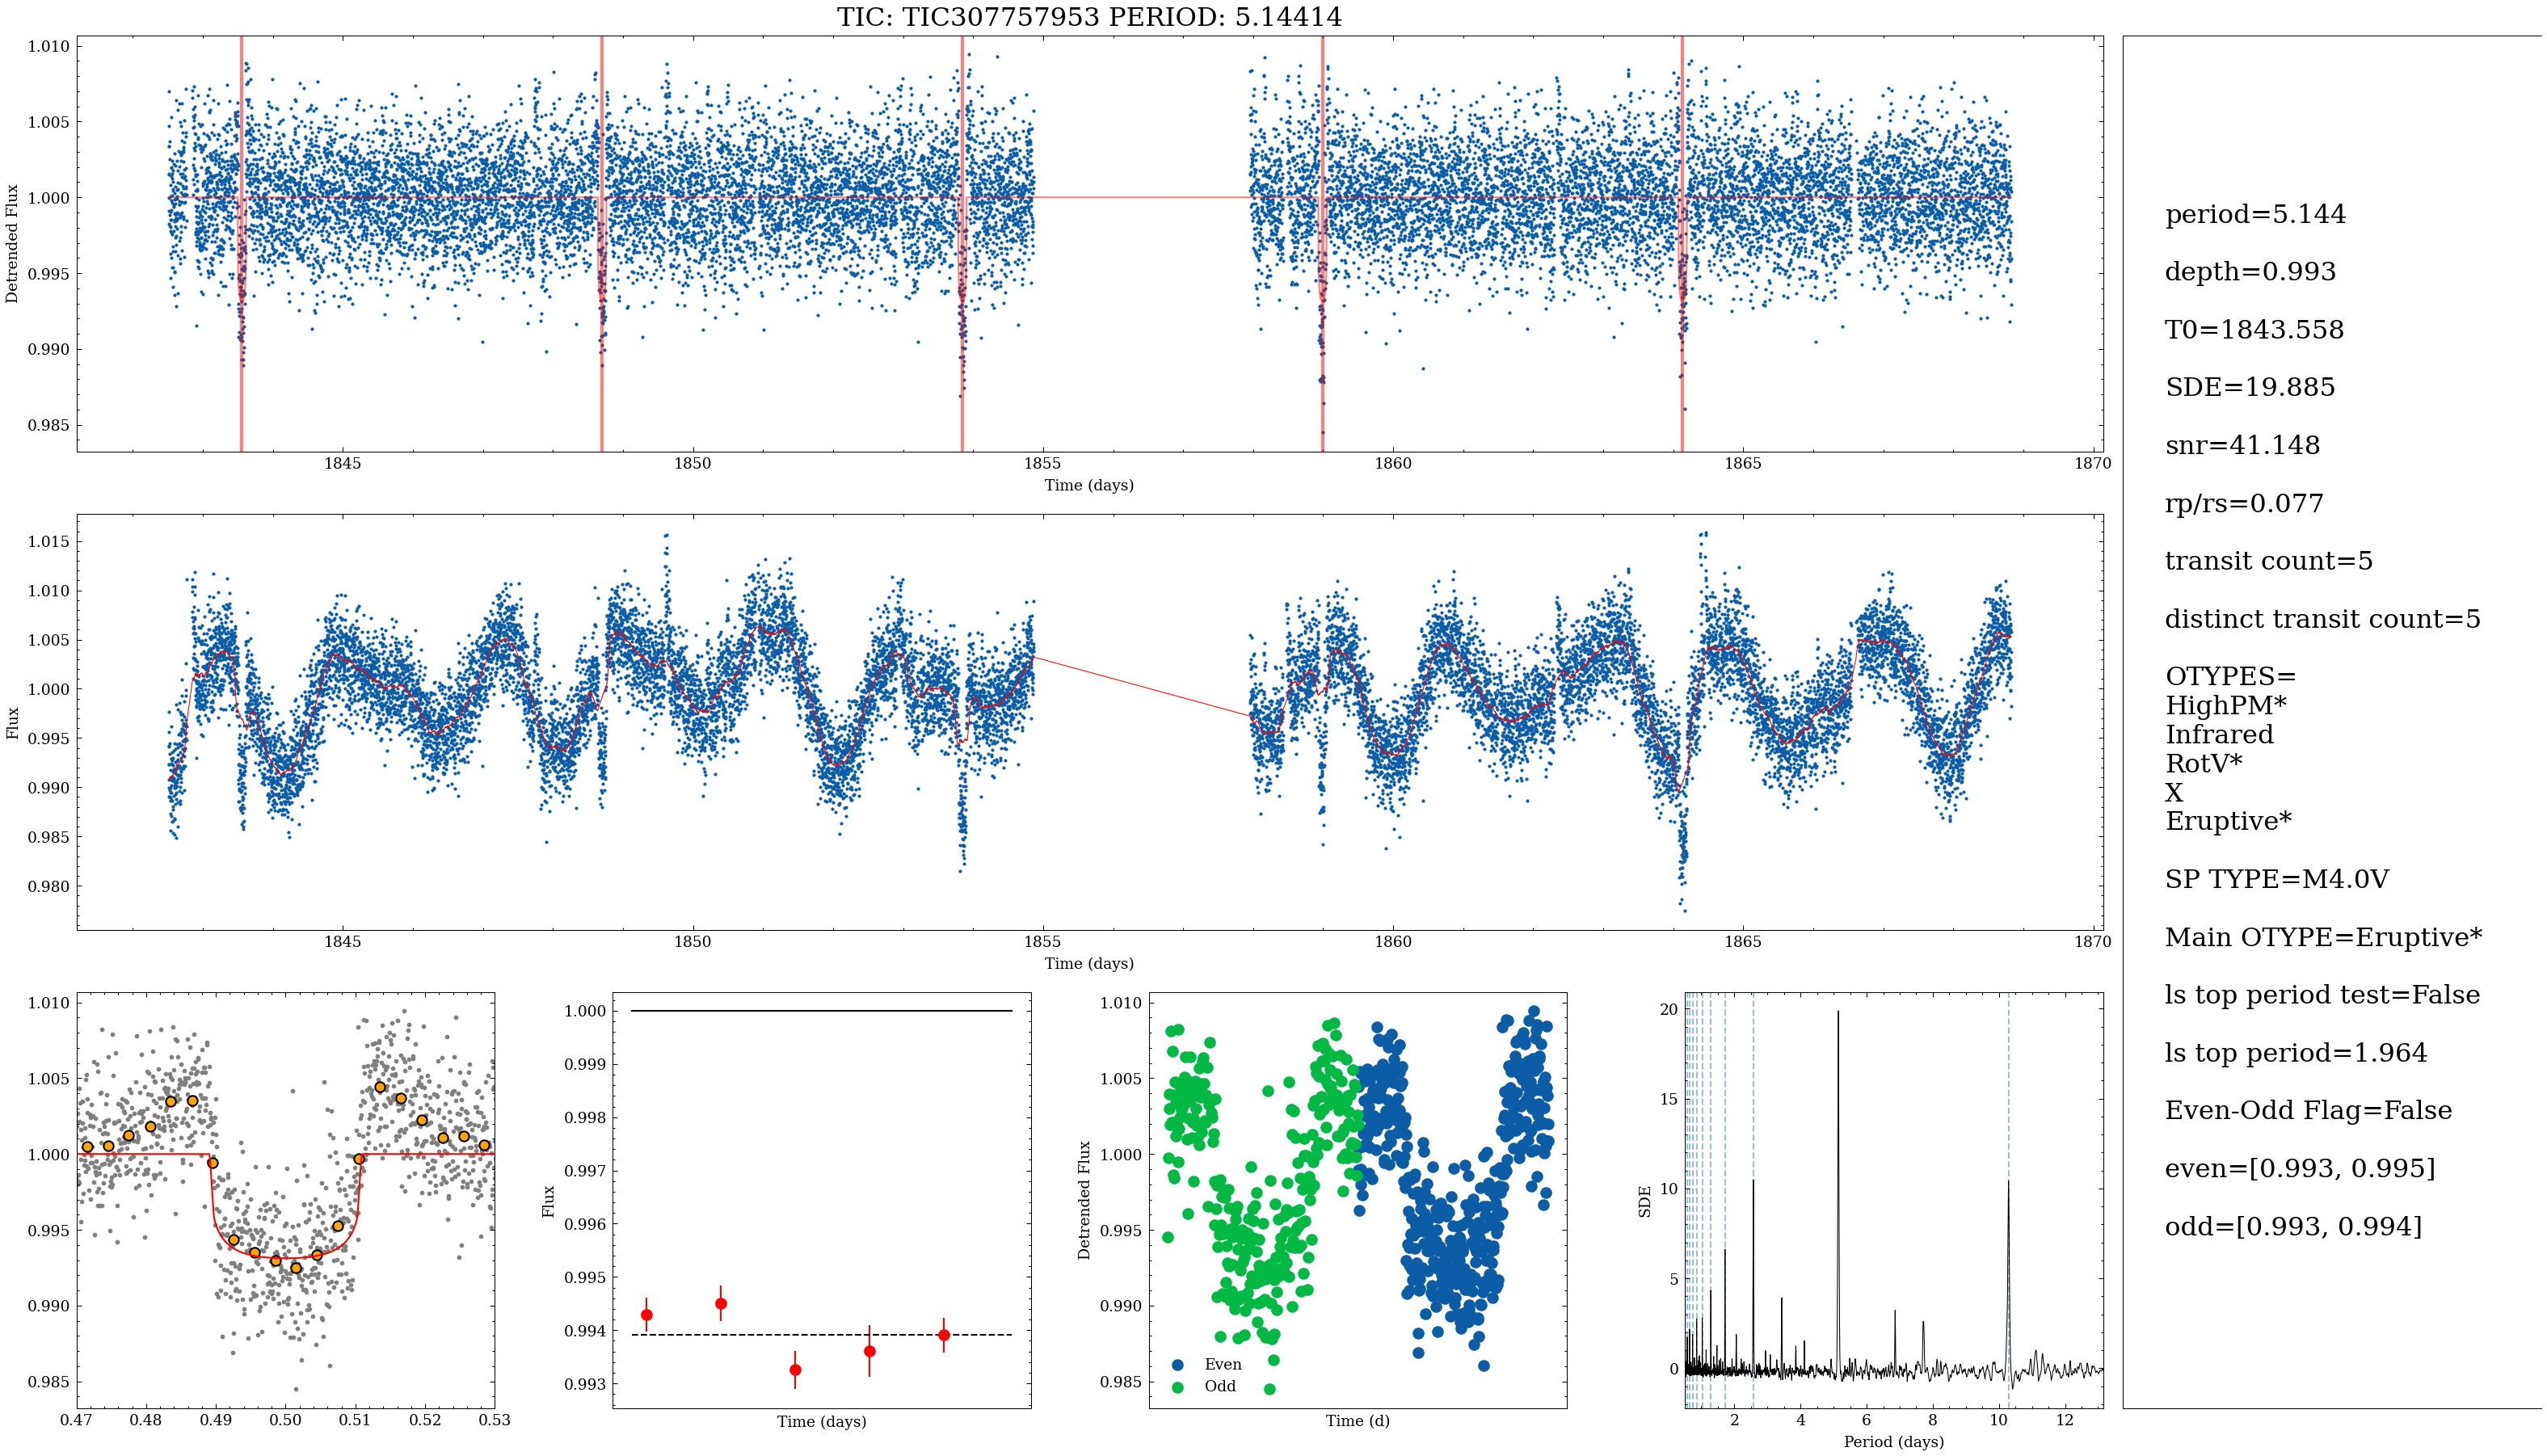 TIC: TIC307757953 PERIOD: 5.14414
1.010
1.005
1.000
0.995
0.990
0.985
Detrended Flux
1845
1850
1855
1860
1865
1870
Time (days)
1.015
1.010
1.005
1.000
0.995
0.990
0.985
0.980
Flux
1845
1850
1855
1860
1865
1870
Time (days)
1.010
1.005
1.000
0.995
0.990
0.985
0.47
0.48
0.49
0.50
0.51
0.52
0.53
1.000
0.999
0.998
0.997
0.996
0.995
0.994
0.993
Flux
Time (days)
1.010
1.005
1.000
0.995
0.990
0.985
Detrended Flux
Even
Odd
Time (d)
20
15
10
5
0
SDE
2
4
6
8
10
12
Period (days)
period=5.144
depth=0.993
T0=1843.558
SDE=19.885
snr=41.148
rp/rs=0.077
transit count=5
distinct transit count=5
OTYPES=
HighPM*
Infrared
RotV*
X
Eruptive*
SP TYPE=M4.0V
Main OTYPE=Eruptive*
ls top period test=False
ls top period=1.964
Even-Odd Flag=False
even=[0.993, 0.995]
odd=[0.993, 0.994]